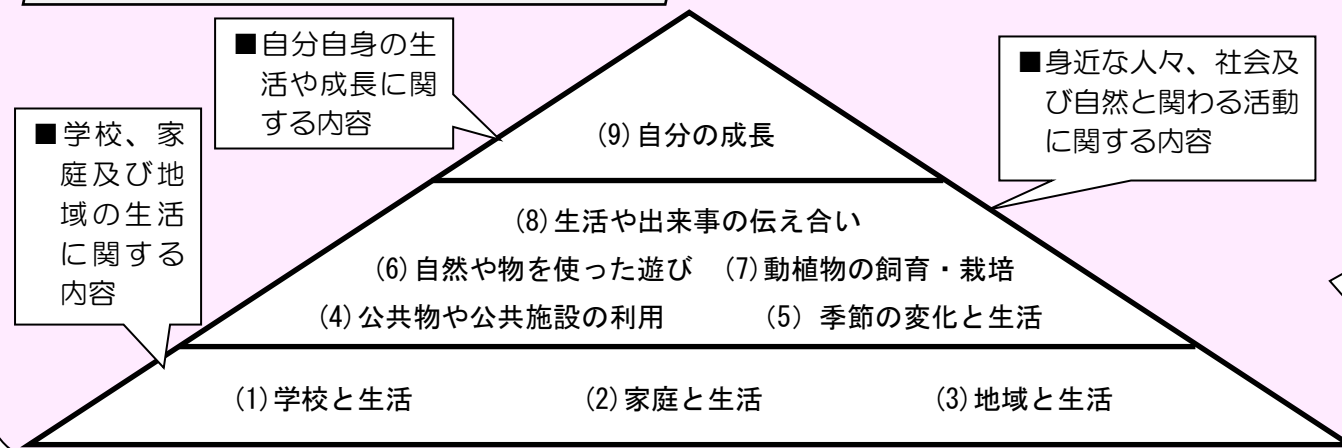 ■自分自身の生
活や成長に関
する内容
■身近な人々、社会及
び自然と関わる活動
に関する内容
■学校、家
庭及び地
域の生活
に関する
内容
(9)自分の成長
(8)生活や出来事の伝え合い
(6)自然や物を使った遊び (7)動植物の飼育・栽培
(4)公共物や公共施設の利用 (5) 季節の変化と生活
(1)学校と生活 (2)家庭と生活 (3)地域と生活